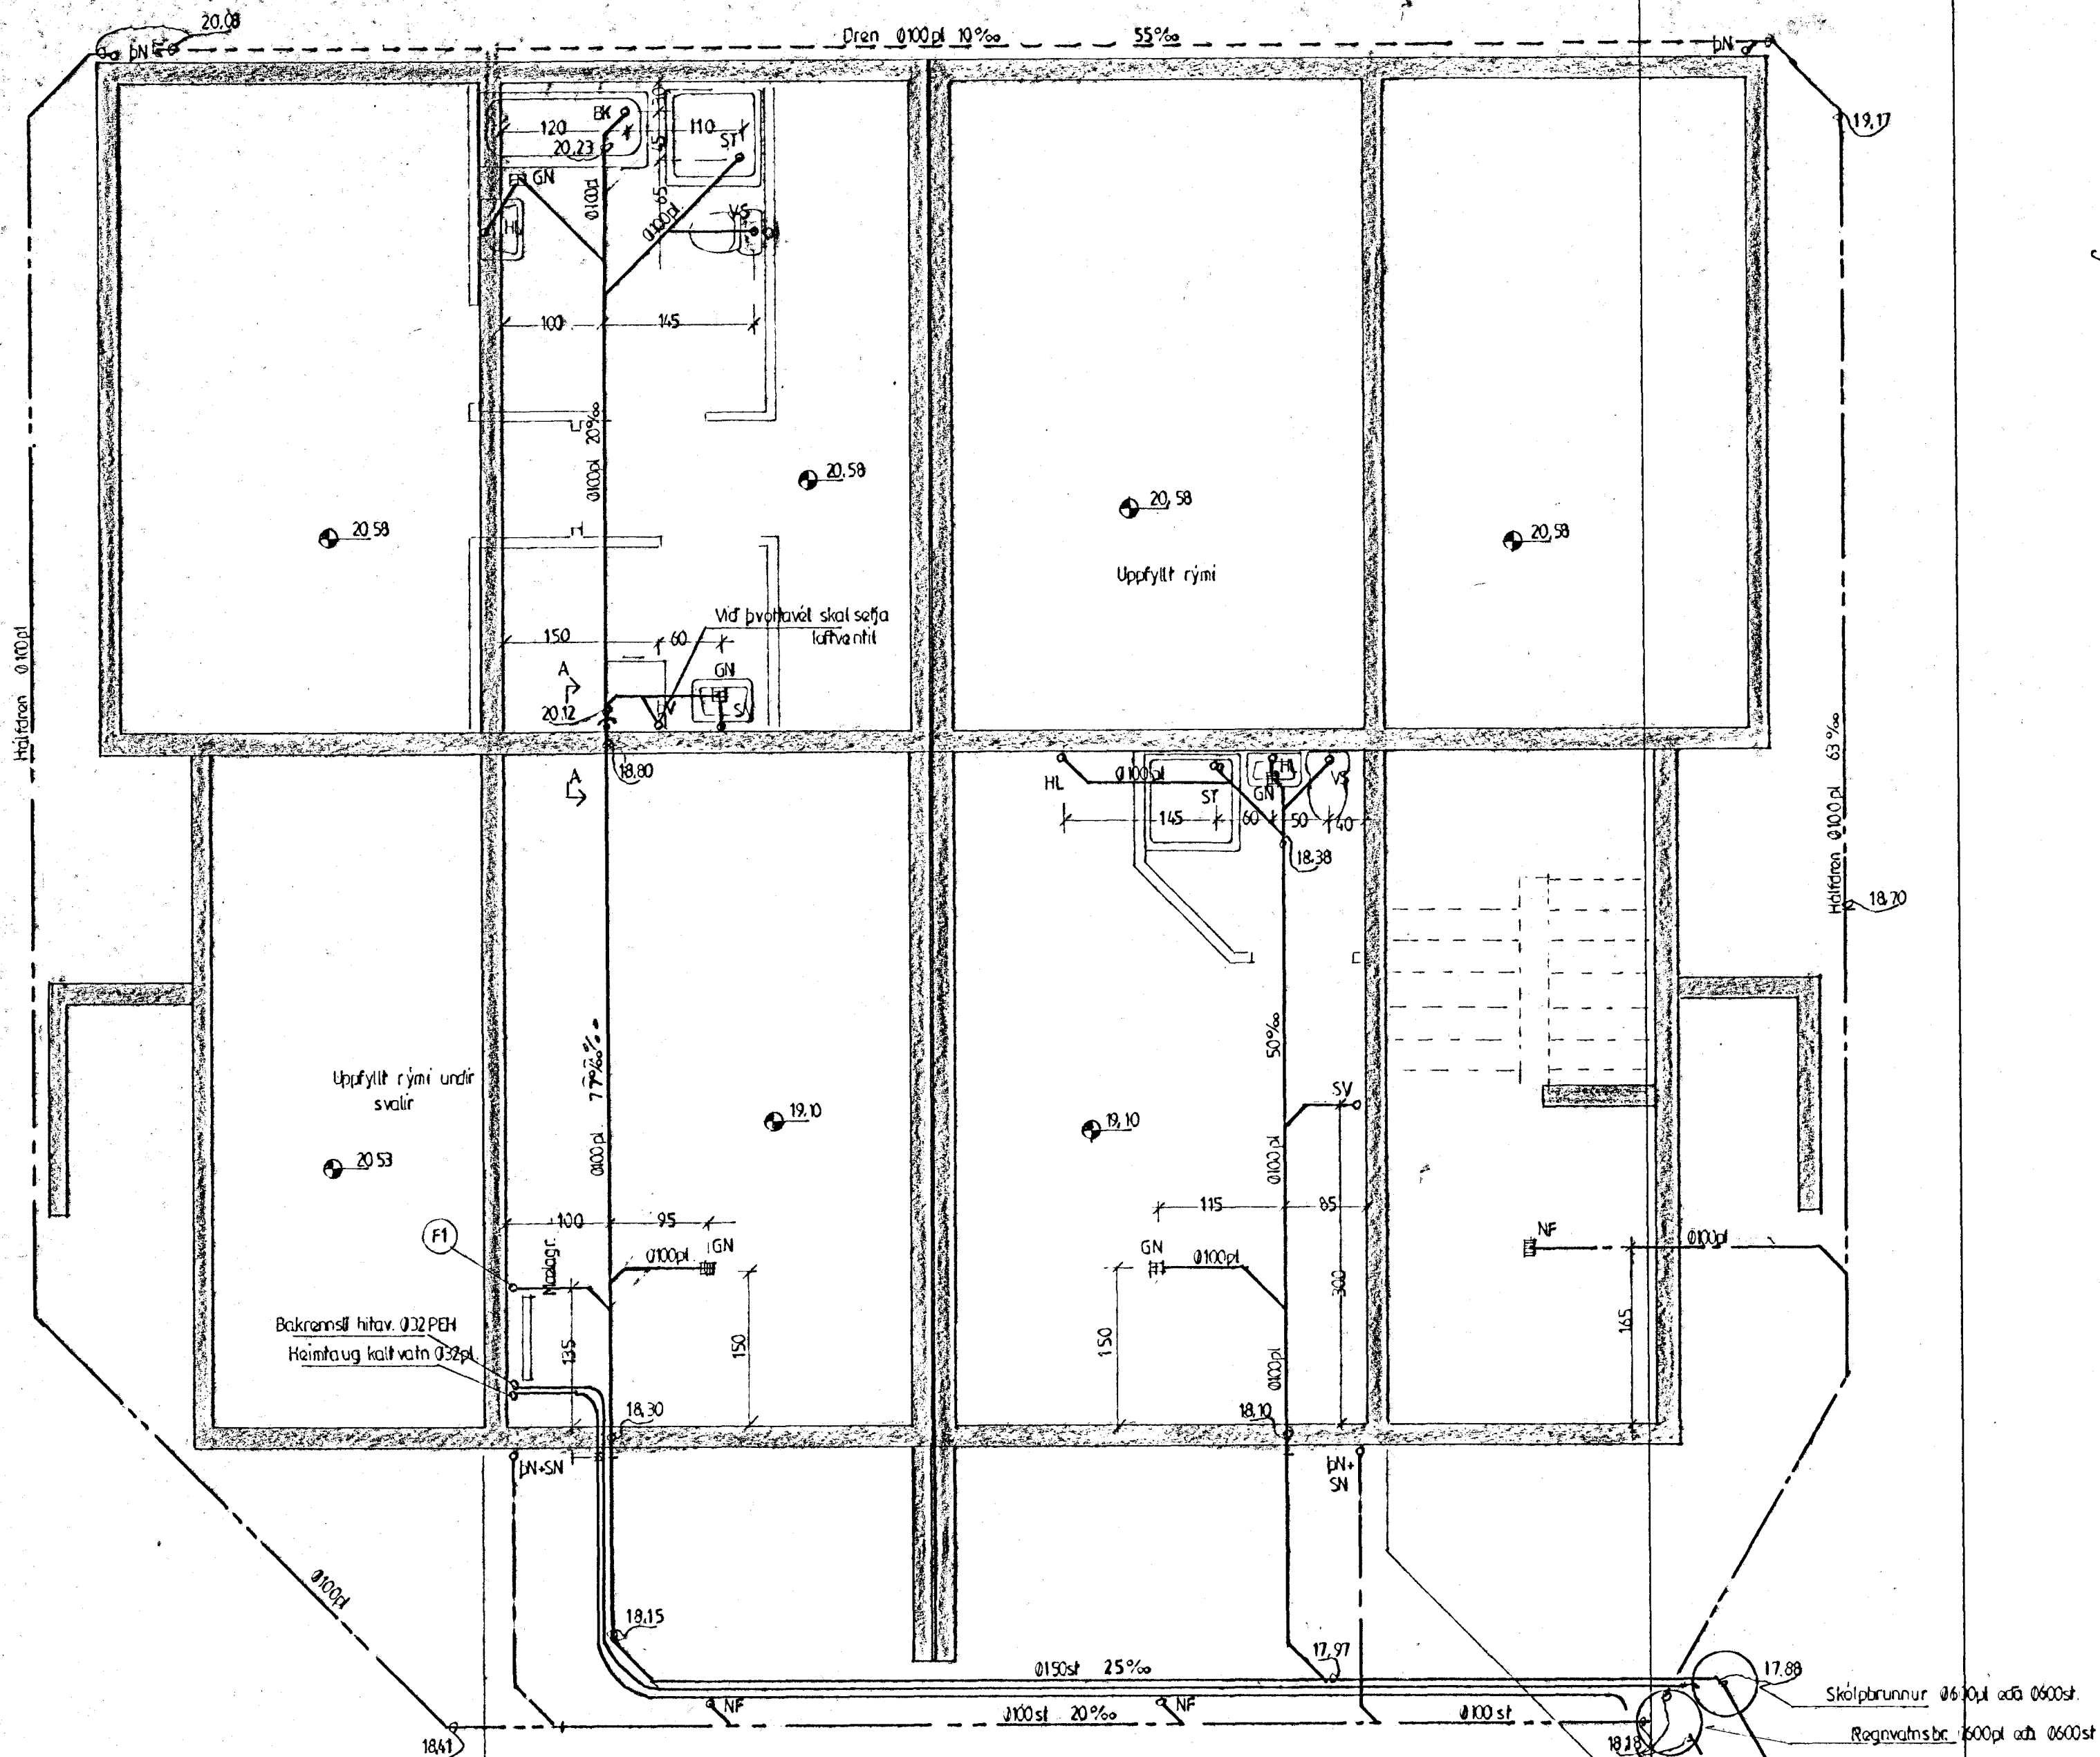 20,08
Dren Ø100pl 10‰
55‰
þN
þN
19,17
BK
120
110
ST
20,23
GN
Ø100pl
65
VS
Ø100pl
HL
100
145
Ø100pl 20‰
20,58
20,58
20,58
20,58
Uppfyllt rými
Við þvottavél skal setja
loftventil
150
60
A
GN
20,12
SV
Hálfdren Ø100pl
Hálfdren Ø100pl 63‰
18,80
A
HL
Ø100pl
ST
GN
HL
VS
145
60
50
40
18,38
18,70
50‰
77‰
Uppfyllt rými undir
svalir
SV
19,10
19,10
20,53
Ø100pl
Ø100pl
F1
100
95
115
85
Mælagr.
Ø100pl
GN
GN
Ø100pl
NF
Ø100pl
300
Bakrennsli hitav. Ø32PEH
Heimtaug kaltvatn Ø32pl.
135
150
150
165
Ø100pl
18,30
18,10
þN+SN
þN+
SN
Ø100pl
18,15
17,97
Ø150st 25‰
17,88
Skólpbrunnur Ø600pl eða Ø600st.
NF
NF
Ø100st 20‰
Ø100st
18,41
18,18
Regnvatnsbr. Ø600pl eða Ø600st